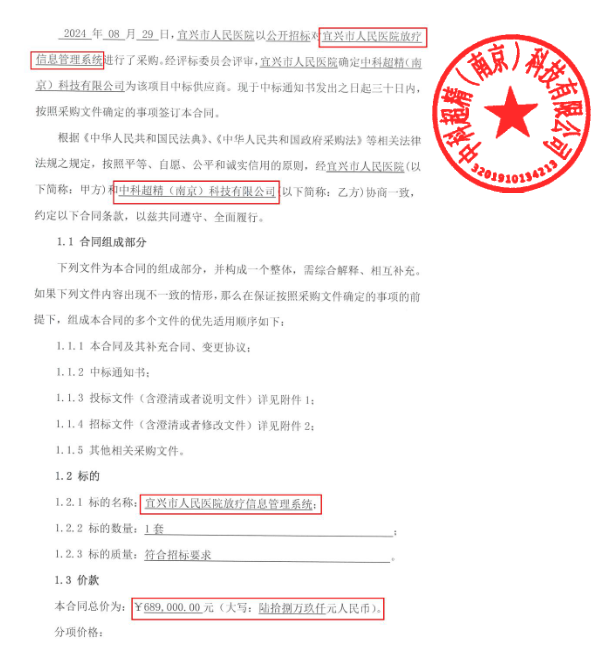 2024 年 08 月 29 日，宜兴市人民医院以公开招标对宜兴市人民医院放疗
信息管理系统进行了采购。经评标委员会评审，宜兴市人民医院确定中科超精(南
京）科技有限公司为该项目中标供应商。现于中标通知书发出之日起三十日内，
按照采购文件确定的事项签订本合同。
根据《中华人民共和国民法典》、《中华人民共和国政府采购法》等相关法律
法规之规定，按照平等、自愿、公平和诚实信用的原则，经宜兴市人民医院(以
下简称：甲方)和中科超精（南京）科技有限公司(以下简称：乙方)协商一致，
约定以下合同条款，以兹共同遵守、全面履行。
1.1 合同组成部分
下列文件为本合同的组成部分，并构成一个整体，需综合解释、相互补充。
如果下列文件内容出现不一致的情形，那么在保证按照采购文件确定的事项的前
提下，组成本合同的多个文件的优先适用顺序如下：
1.1.1 本合同及其补充合同、变更协议；
1.1.2 中标通知书；
1.1.3 投标文件（含澄清或者说明文件）详见附件 1；
1.1.4 招标文件（含澄清或者修改文件）详见附件 2；
1.1.5 其他相关采购文件。
1.2 标的
1.2.1 标的名称：宜兴市人民医院放疗信息管理系统；
1.2.2 标的数量：1 套；
1.2.3 标的质量：符合招标要求。
1.3 价款
本合同总价为：￥689,000.00 元（大写：陆拾捌万玖仟元人民币）。
分项价格：
中科超精（南京）科技有限公司
3201910134213